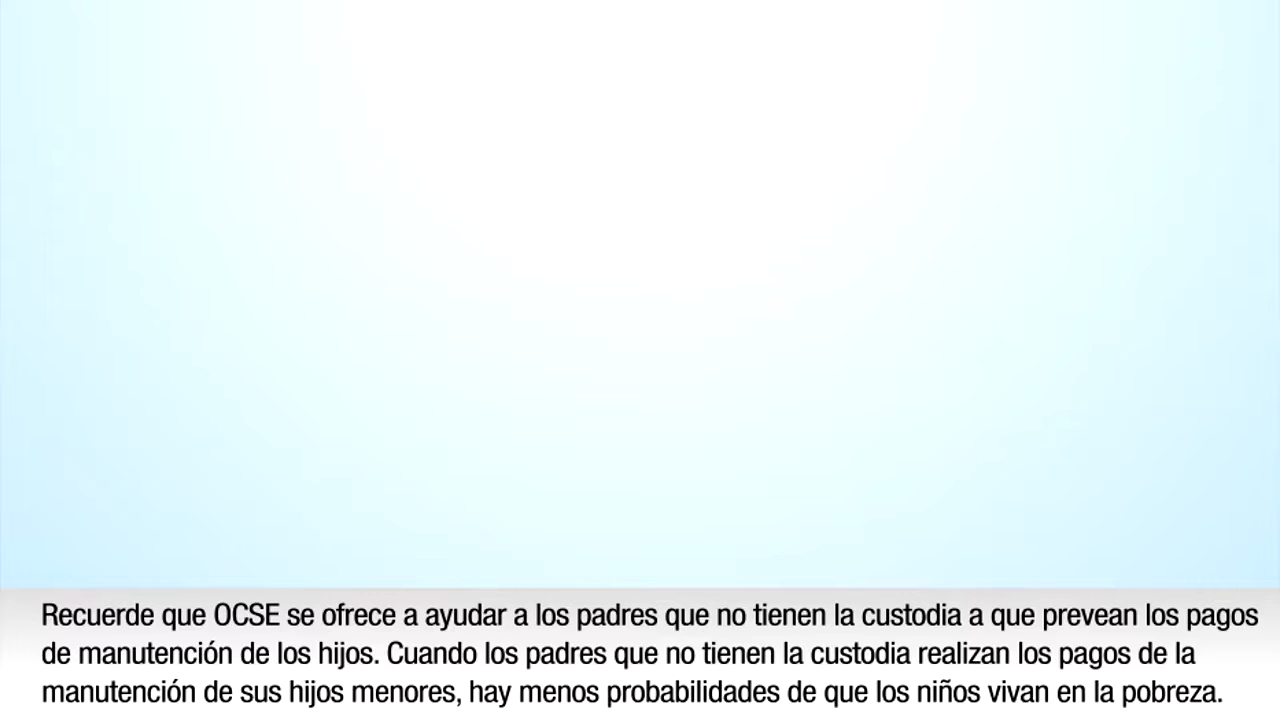 Recuerde que OCSE se ofrece a ayudar a los padres que no tienen la custodia a que prevean los pagos
de manutención de los hijos. Cuando los padres que no tienen la custodia realizan los pagos de la
manutención de sus hijos menores, hay menos probabilidades de que los niños vivan en la pobreza.